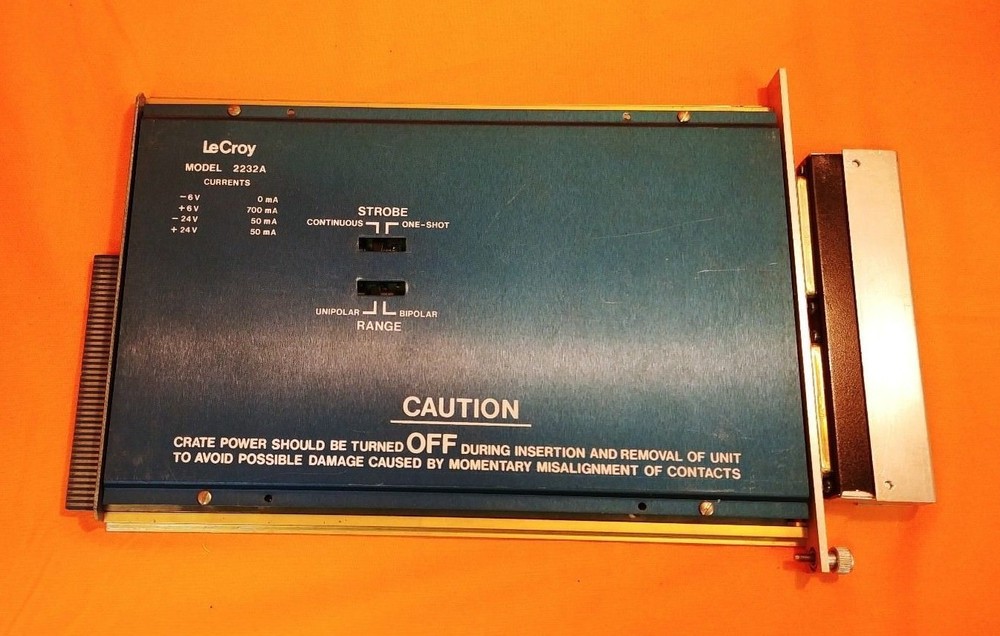 LeCroy
MODEL 2232A
CURRENTS
−6V 0 mA
+6V 700 mA
−24V 50 mA
+24V 50 mA
STROBE
CONTINUOUS ONE-SHOT
UNIPOLAR BIPOLAR
RANGE
CAUTION
CRATE POWER SHOULD BE TURNED OFF DURING INSERTION AND REMOVAL OF UNIT
TO AVOID POSSIBLE DAMAGE CAUSED BY MOMENTARY MISALIGNMENT OF CONTACTS